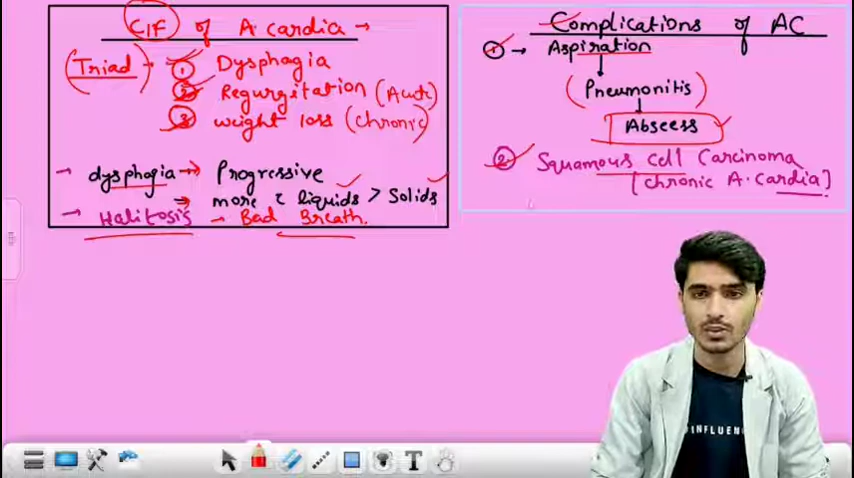 C/F of A cardia →
(Triad) → ① Dysphagia
② Regurgitation (Acute)
③ weight loss (chronic)
→ dysphagia → Progressive
→ more c liquids > Solids
→ Halitosis → Bad Breath.
Complications of AC
① → Aspiration
(Pneumonitis)
Abscess
② Squamous cell Carcinoma
[chronic A. cardia]
INFLUEN